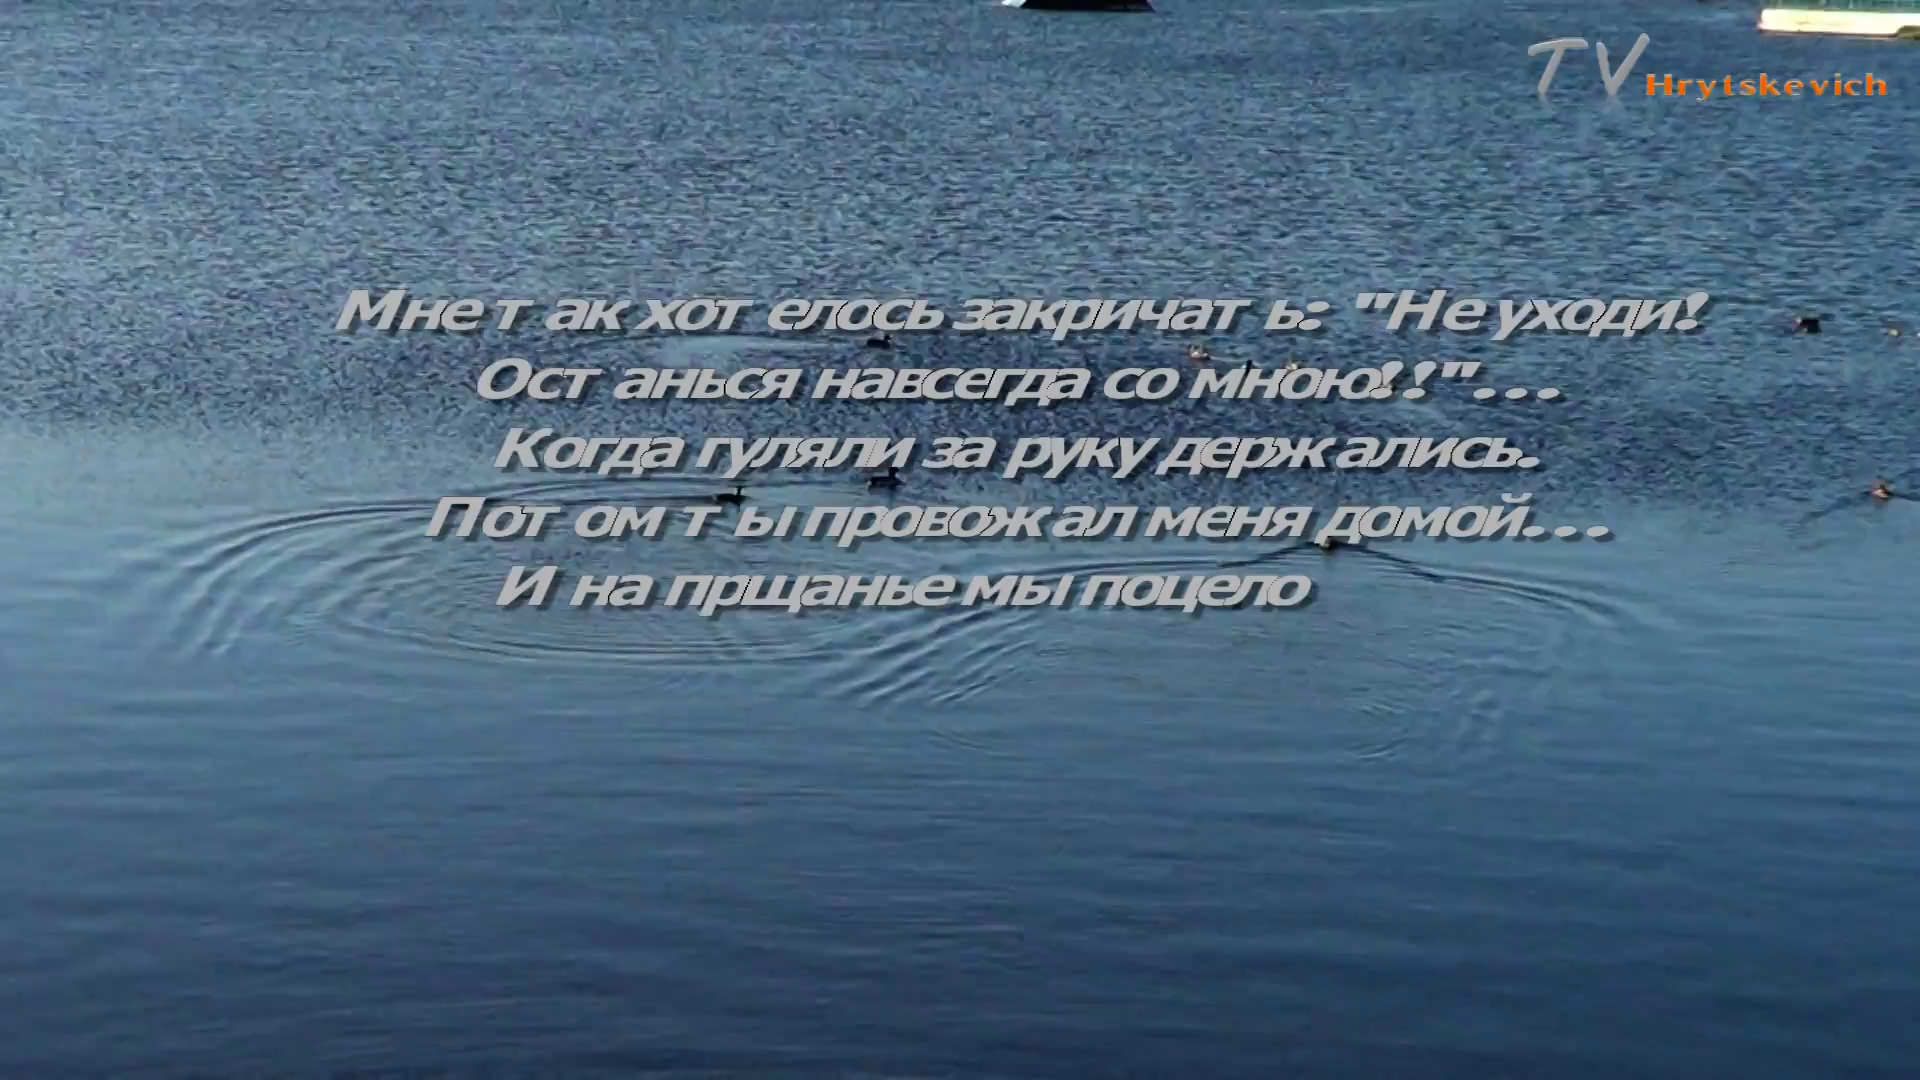 TV Hrytskevich
Мне так хотелось закричать: "Не уходи!
Останься навсегда со мною!!"...
Когда гуляли за руку держались.
Потом ты провожал меня домой...
И на прщанье мы поцело